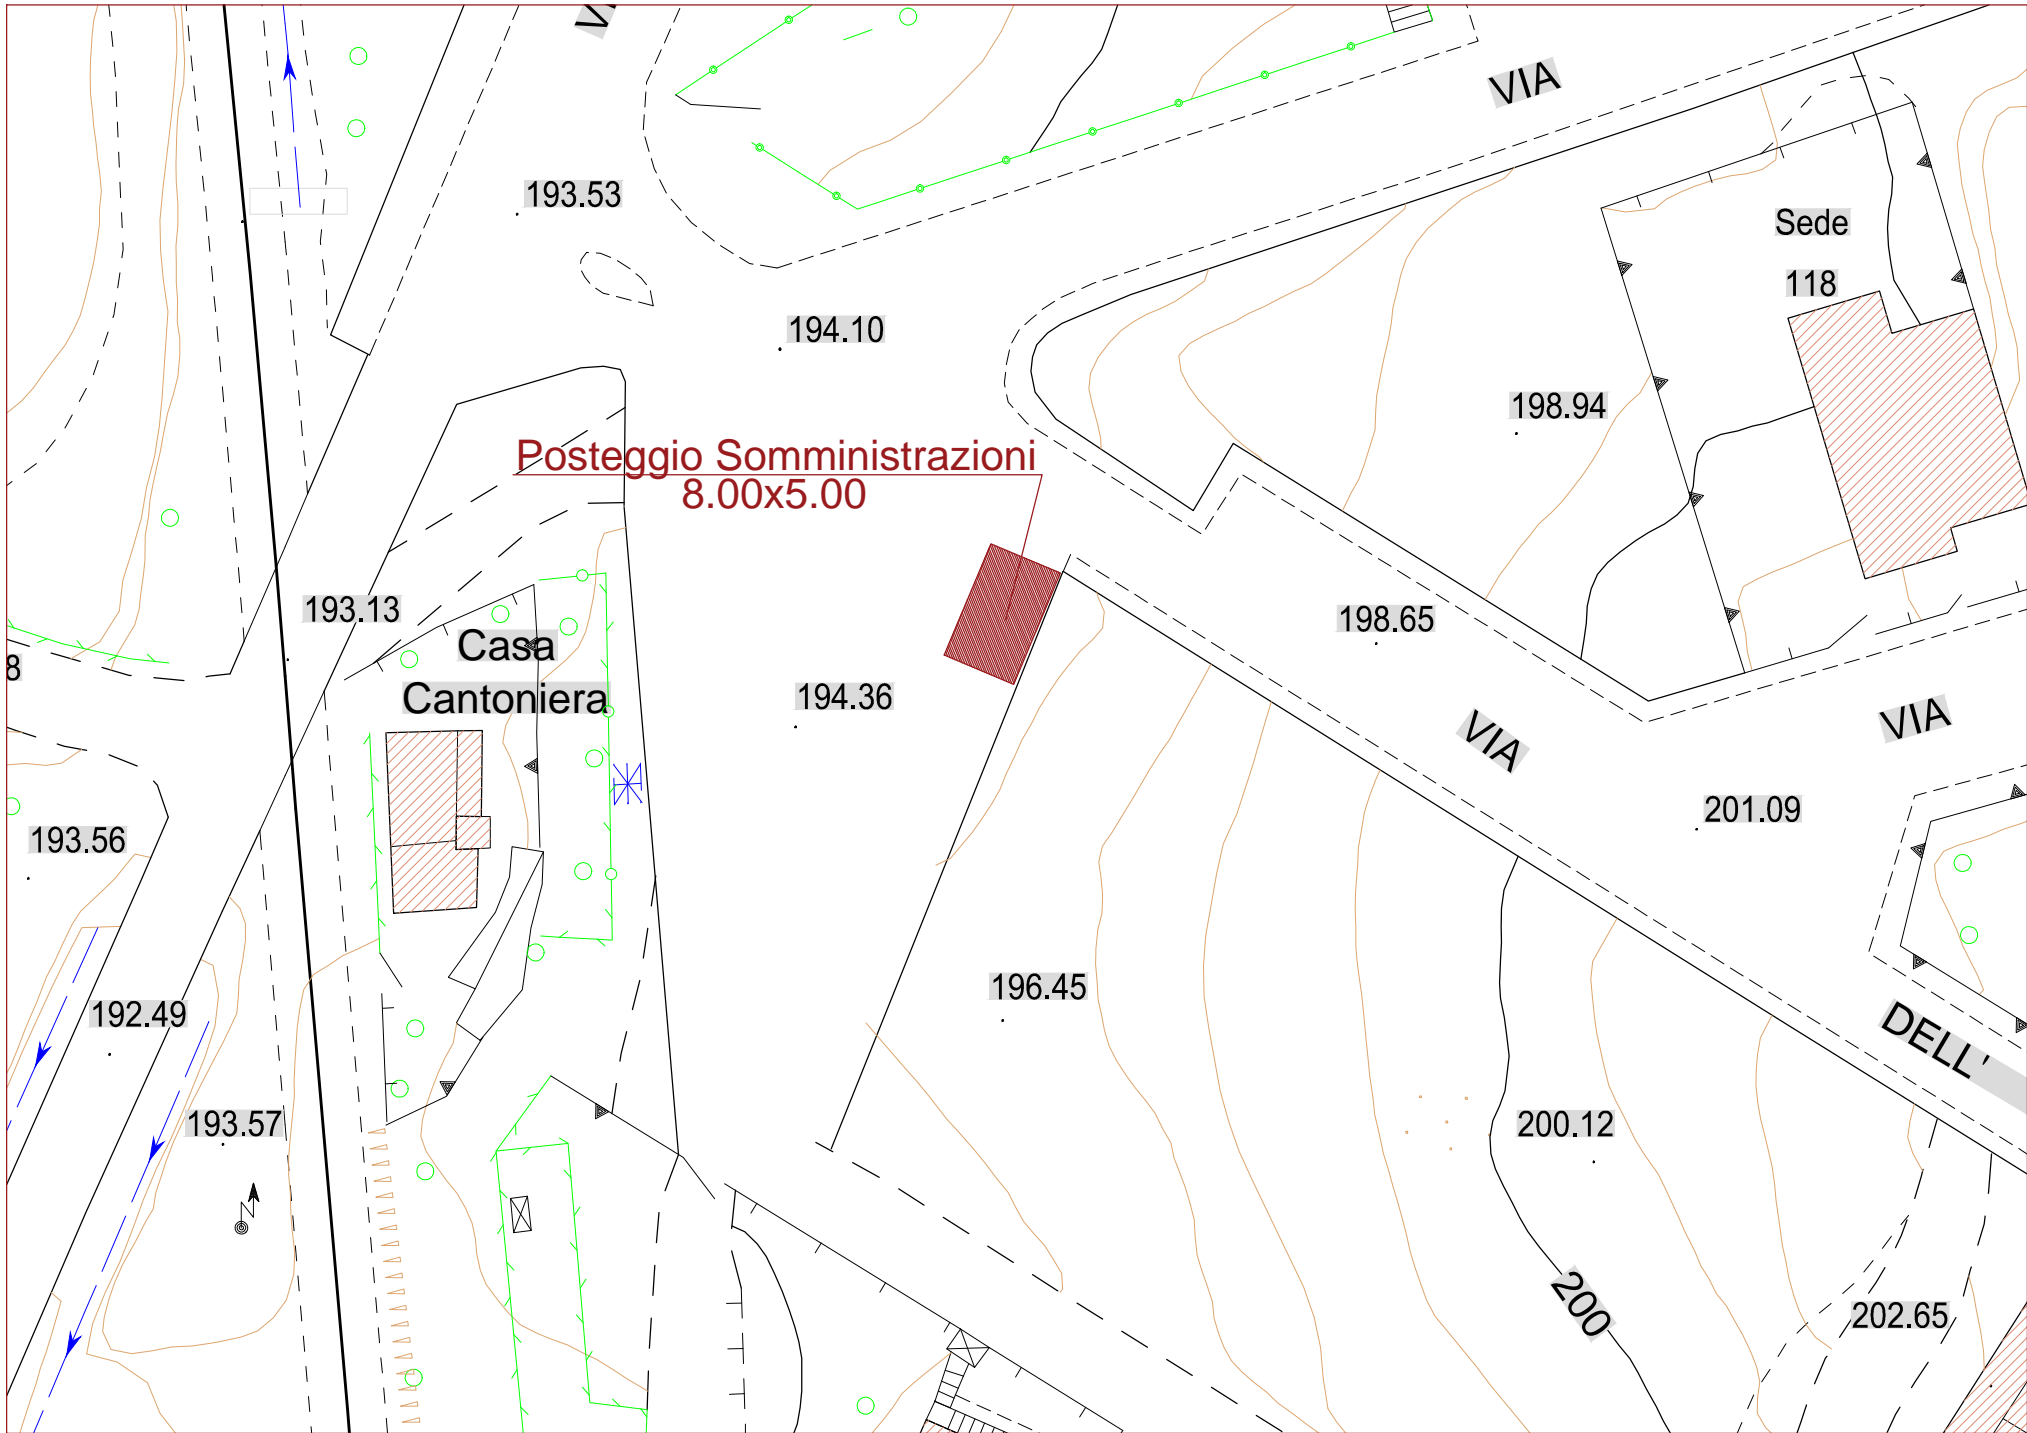 VIA
193.53
Sede
118
194.10
198.94
Posteggio Somministrazioni
8.00x5.00
193.13
198.65
Casa
Cantoniera
8
194.36
VIA
VIA
201.09
193.56
196.45
192.49
DELL'
193.57
200.12
200
202.65